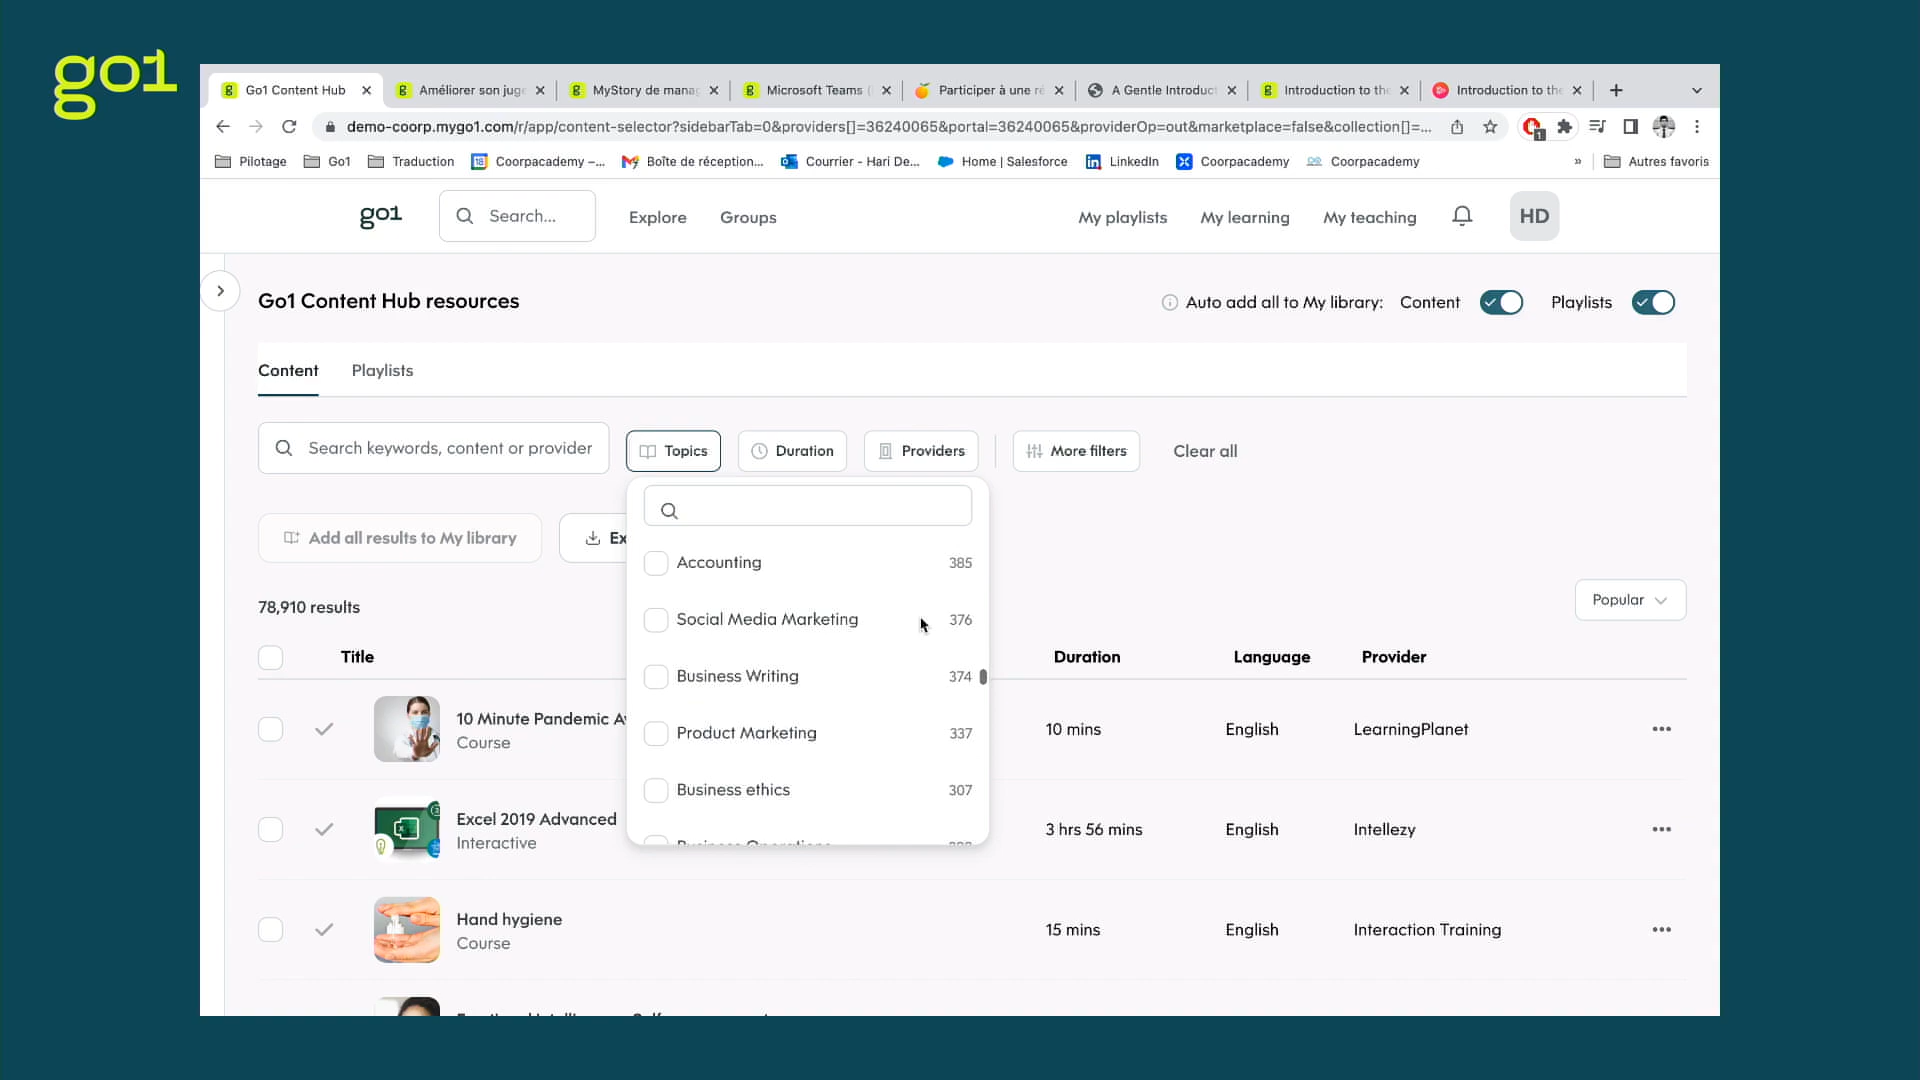 go1
Go1 Content Hub
Améliorer son juge
MyStory de mana
Microsoft Teams (
Participer à une ré
A Gentle Introduct
Introduction to the
Introduction to the
demo-coorp.mygo1.com/r/app/content-selector?sidebarTab=0&providers[]=36240065&portal=36240065&providerOp=out&marketplace=false&collection[]=...
1
Pilotage
Go1
Traduction
Coorpacademy –...
Boîte de réception...
Courrier - Hari De...
Home | Salesforce
LinkedIn
Coorpacademy
Coorpacademy
»
Autres favoris
go1
Search...
Explore
Groups
My playlists
My learning
My teaching
HD
Go1 Content Hub resources
Auto add all to My library:
Content
Playlists
Content
Playlists
Search keywords, content or provider
Topics
Duration
Providers
More filters
Clear all
Add all results to My library
Ex
Accounting 385
Social Media Marketing 376
Business Writing 374
Product Marketing 337
Business ethics 307
Business Operations
78,910 results
Popular
Title
Duration
Language
Provider
10 Minute Pandemic Aw
Course
10 mins
English
LearningPlanet
Excel 2019 Advanced
Interactive
3 hrs 56 mins
English
Intellezy
Hand hygiene
Course
15 mins
English
Interaction Training